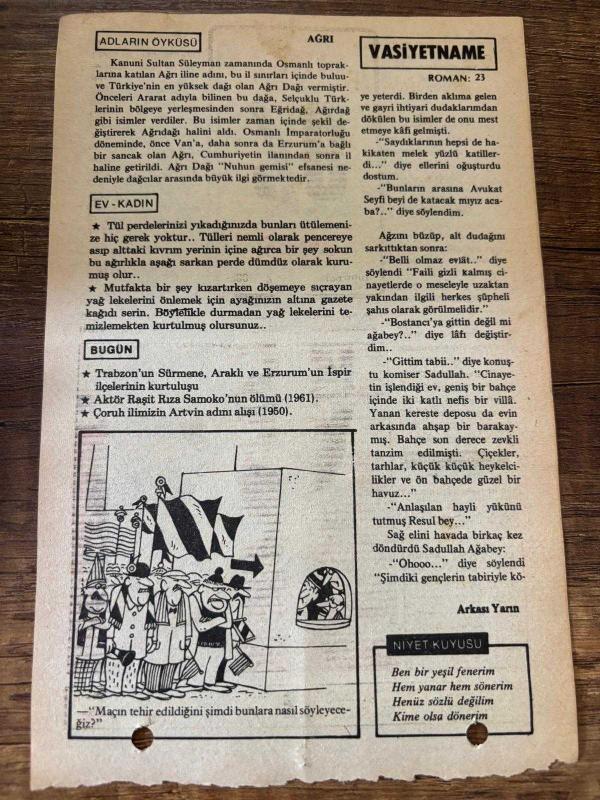 ADLARIN ÖYKÜSÜ
AĞRI
Kanuni Sultan Süleyman zamanında Osmanlı toprak-
larına katılan Ağrı iline adını, bu il sınırları içinde buluu-
ve Türkiye'nin en yüksek dağı olan Ağrı Dağı vermiştir.
Önceleri Ararat adıyla bilinen bu dağa, Selçuklu Türk-
lerinin bölgeye yerleşmesinden sonra Eğridağ, Ağırdağ
gibi isimler verdiler. Bu isimler zaman içinde şekil de-
ğiştirerek Ağrıdağı halini aldı. Osmanlı İmparatorluğu
döneminde, önce Van'a, daha sonra da Erzurum'a bağlı
bir sancak olan Ağrı, Cumhuriyetin ilanından sonra il
haline getirildi. Ağrı Dağı "Nuhun gemisi" efsanesi ne-
deniyle dağcılar arasında büyük ilgi görmektedir.
EV - KADIN
★ Tül perdelerinizi yıkadığınızda bunları ütülemeni-
ze hiç gerek yoktur.. Tülleri nemli olarak pencereye
asıp alttaki kıvrım yerinin içine ağırca bir şey sokun
bu ağırlıkla aşağı sarkan perde dümdüz olarak kuru-
muş olur..
★ Mutfakta bir şey kızartırken döşemeye sıçrayan
yağ lekelerini önlemek için ayağınızın altına gazete
kağıdı serin. Böylelikle durmadan yağ lekelerini te-
mizlemekten kurtulmuş olursunuz..
BUGÜN
★ Trabzon'un Sürmene, Araklı ve Erzurum'un İspir
ilçelerinin kurtuluşu
★ Aktör Raşit Rıza Samoko'nun ölümü (1961).
★ Çoruh ilimizin Artvin adını alışı (1950).
—"Maçın tehir edildiğini şimdi bunlara nasıl söyleyece-
ğiz?"
VASİYETNAME
ROMAN: 23
ye yeterdi. Birden aklıma gelen
ve gayri ihtiyari dudaklarımdan
dökülen bu isimler de onu mest
etmeye kâfi gelmişti.
-"Saydıklarının hepsi de ha-
kikaten melek yüzlü katiller-
di..." diye ellerini oğuşturdu
dostum.
-"Bunların arasına Avukat
Seyfi beyi de katacak mıyız aca-
ba?.." diye söylendim.
Ağzını büzüp, alt dudağını
sarkıttıktan sonra:
-"Belli olmaz evlât.." diye
söylendi "Faili gizli kalmış ci-
nayetlerde o meseleyle uzaktan
yakından ilgili herkes şüpheli
şahıs olarak görülmelidir."
-"Bostancı'ya gittin değil mi
ağabey?.." diye lâfı değiştir-
dim..
-"Gittim tabii.." diye konuş-
tu komiser Sadullah. "Cinaye-
tin işlendiği ev, geniş bir bahçe
içinde iki katlı nefis bir villâ.
Yanan kereste deposu da evin
arkasında ahşap bir barakay-
mış. Bahçe son derece zevkli
tanzim edilmişti. Çiçekler,
tarhlar, küçük küçük heykelci-
likler ve ön bahçede güzel bir
havuz..."
-"Anlaşılan hayli yükünü
tutmuş Resul bey..."
Sağ elini havada birkaç kez
döndürdü Sadullah Ağabey:
-"Ohooo..." diye söylendi
"Şimdiki gençlerin tabiriyle kö-
Arkası Yarın
NİYET KUYUSU
Ben bir yeşil fenerim
Hem yanar hem sönerim
Henüz sözlü değilim
Kime olsa dönerim